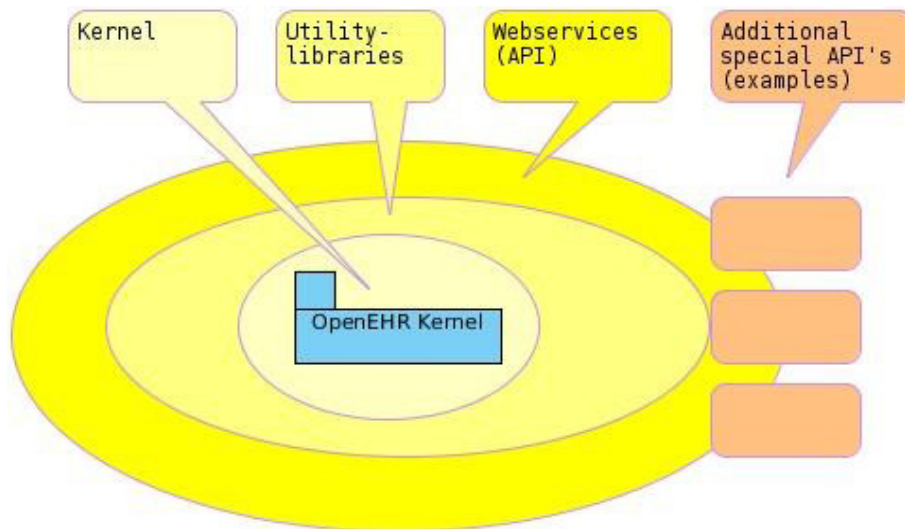 Kernel
Utility-
libraries
Webservices
(API)
Additional
special API's
(examples)
OpenEHR Kernel